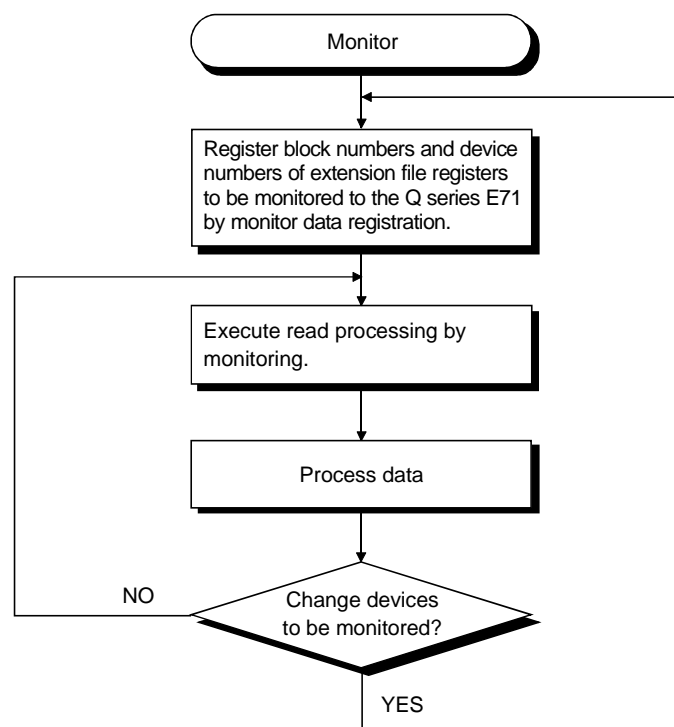 Monitor
Register block numbers and device
numbers of extension file registers
to be monitored to the Q series E71
by monitor data registration.
Execute read processing by
monitoring.
Process data
NO
Change devices
to be monitored?
YES